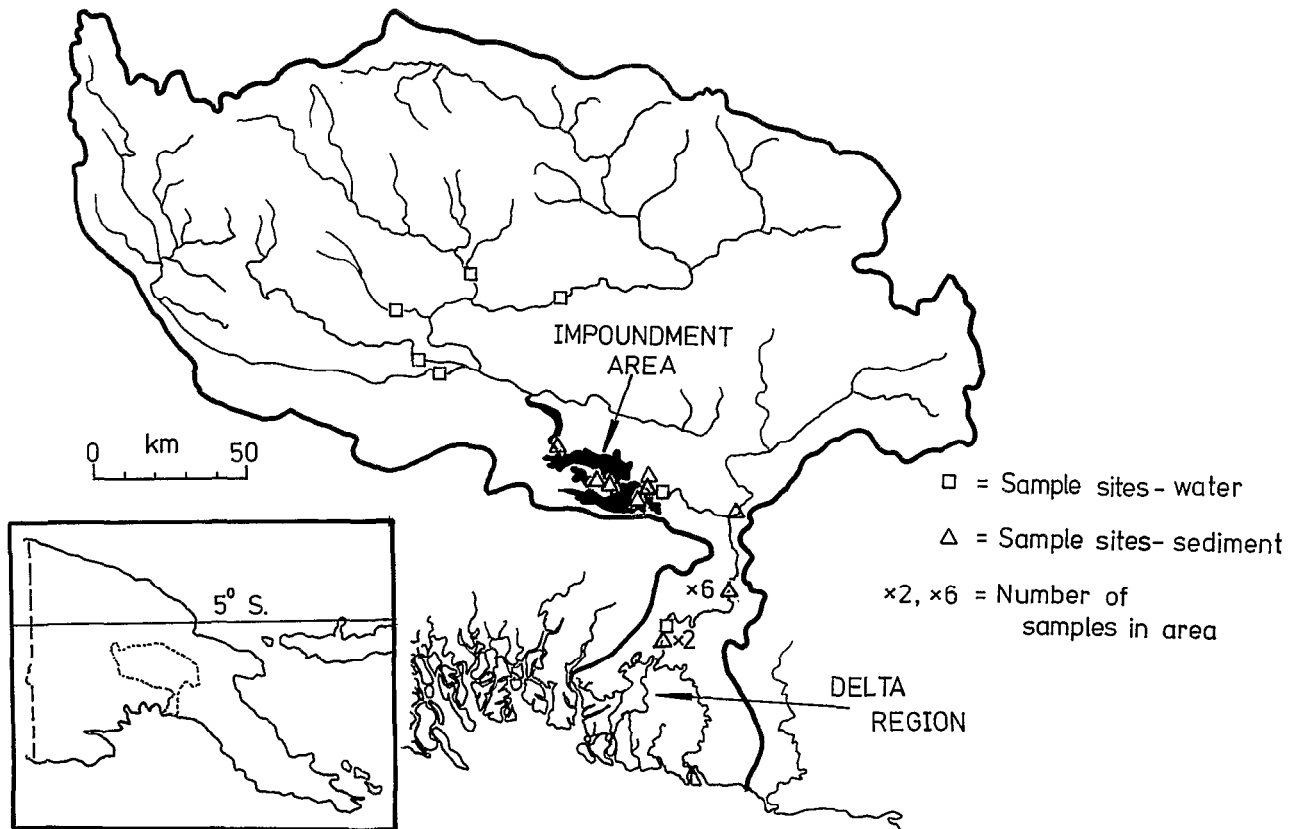 IMPOUNDMENT
AREA
0 km 50
□ = Sample sites - water
△ = Sample sites - sediment
×6
×2, ×6 = Number of
samples in area
5° S.
×2
DELTA
REGION